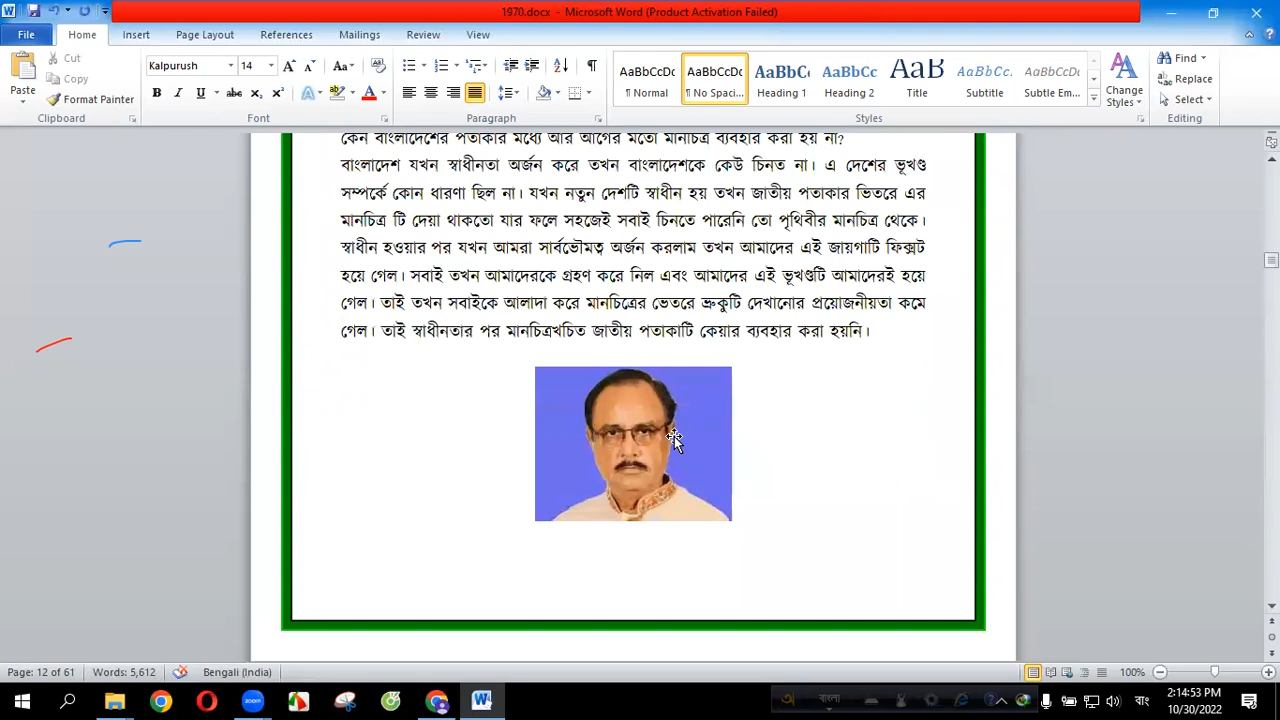 1970.docx - Microsoft Word (Product Activation Failed)
File Home Insert Page Layout References Mailings Review View
Cut
Copy
Format Painter
Paste
Kalpurush 14
Clipboard Font Paragraph Styles Editing
AaBbCcDc AaBbCcDc AaBbCc AaBbCc AaB AaBbCc. AaBbCcDc
¶ Normal ¶ No Spaci... Heading 1 Heading 2 Title Subtitle Subtle Em...
Change Styles
Find
Replace
Select
কেন বাংলাদেশের পতাকার মধ্যে আর আগের মতো মানচিত্র ব্যবহার করা হয় না?
বাংলাদেশ যখন স্বাধীনতা অর্জন করে তখন বাংলাদেশকে কেউ চিনত না। এ দেশের ভূখণ্ড
সম্পর্কে কোন ধারণা ছিল না। যখন নতুন দেশটি স্বাধীন হয় তখন জাতীয় পতাকার ভিতরে এর
মানচিত্র টি দেয়া থাকতো যার ফলে সহজেই সবাই চিনতে পারেনি তো পৃথিবীর মানচিত্র থেকে।
স্বাধীন হওয়ার পর যখন আমরা সার্বভৌমত্ব অর্জন করলাম তখন আমাদের এই জায়গাটি ফিক্সট
হয়ে গেল। সবাই তখন আমাদেরকে গ্রহণ করে নিল এবং আমাদের এই ভূখণ্ডটি আমাদেরই হয়ে
গেল। তাই তখন সবাইকে আলাদা করে মানচিত্রের ভেতরে ভ্রুকুটি দেখানোর প্রয়োজনীয়তা কমে
গেল। তাই স্বাধীনতার পর মানচিত্রখচিত জাতীয় পতাকাটি কেয়ার ব্যবহার করা হয়নি।
Page: 12 of 61 Words: 5,612 Bengali (India) 100%
zoom
বাংলা
বাং
2:14:53 PM
10/30/2022